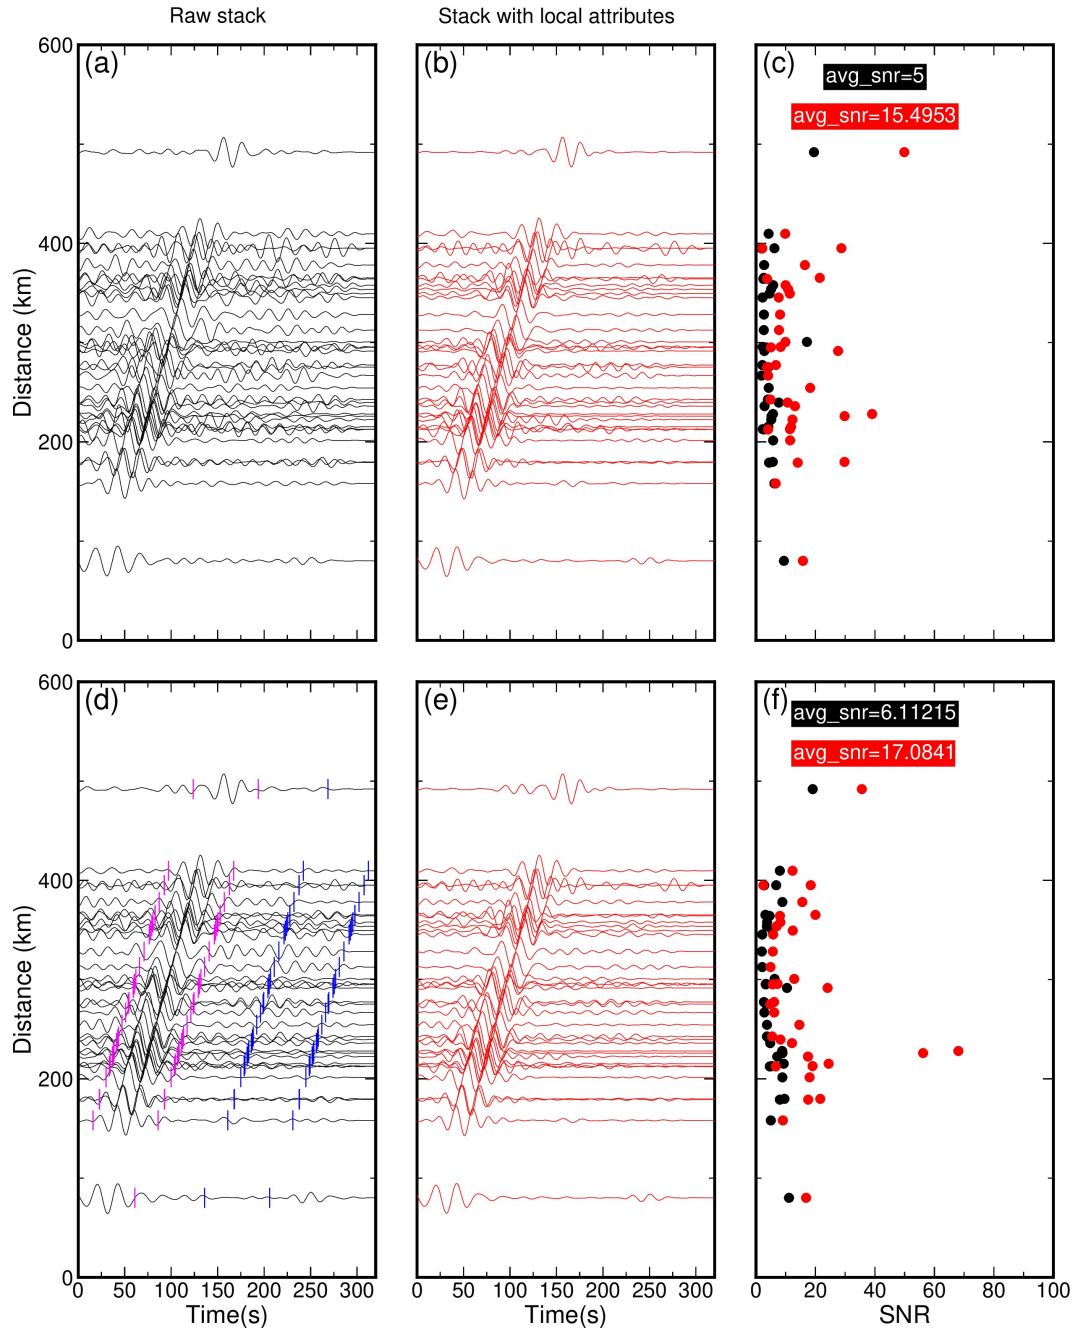 Raw stack
Stack with local attributes
600
400
200
0
Distance (km)
(a)
(b)
(c)
avg_snr=5
avg_snr=15.4953
600
400
200
0
Distance (km)
(d)
(e)
(f)
avg_snr=6.11215
avg_snr=17.0841
0 50 100 150 200 250 300
0 50 100 150 200 250 300
0 20 40 60 80 100
Time(s)
Time(s)
SNR